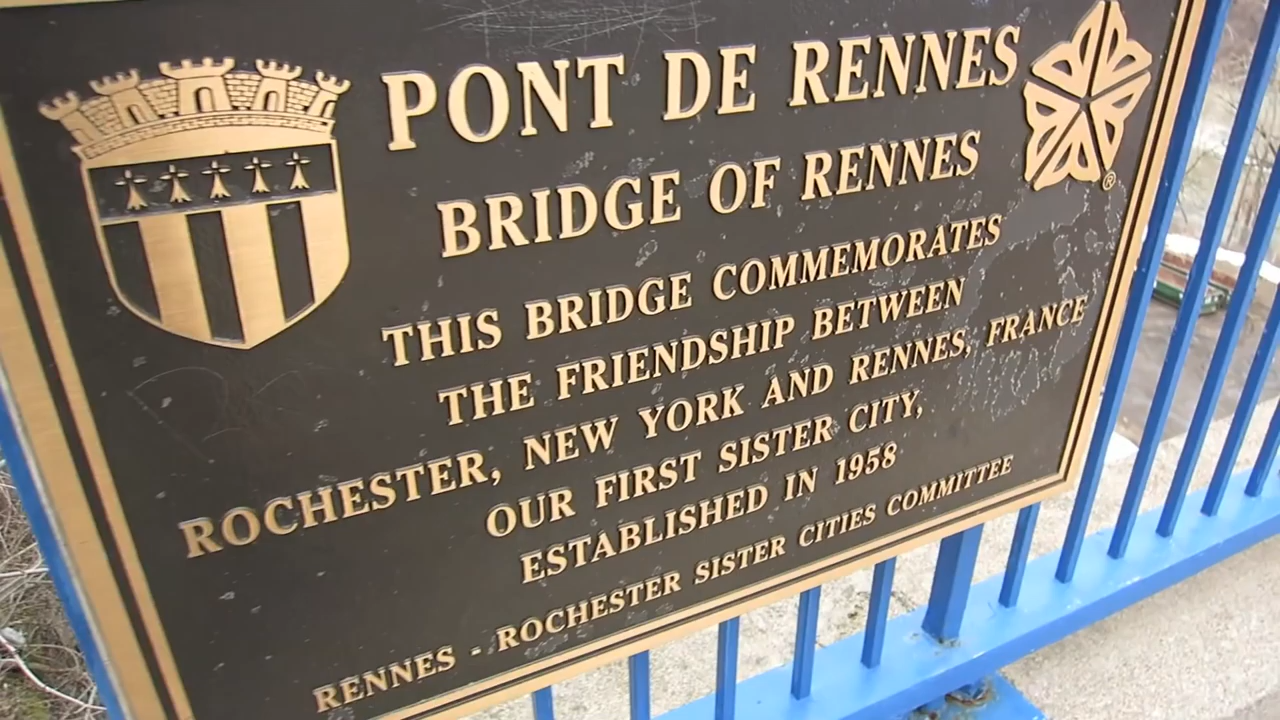 PONT DE RENNES
BRIDGE OF RENNES
THIS BRIDGE COMMEMORATES
THE FRIENDSHIP BETWEEN
ROCHESTER, NEW YORK AND RENNES, FRANCE
OUR FIRST SISTER CITY,
ESTABLISHED IN 1958
RENNES - ROCHESTER SISTER CITIES COMMITTEE
®